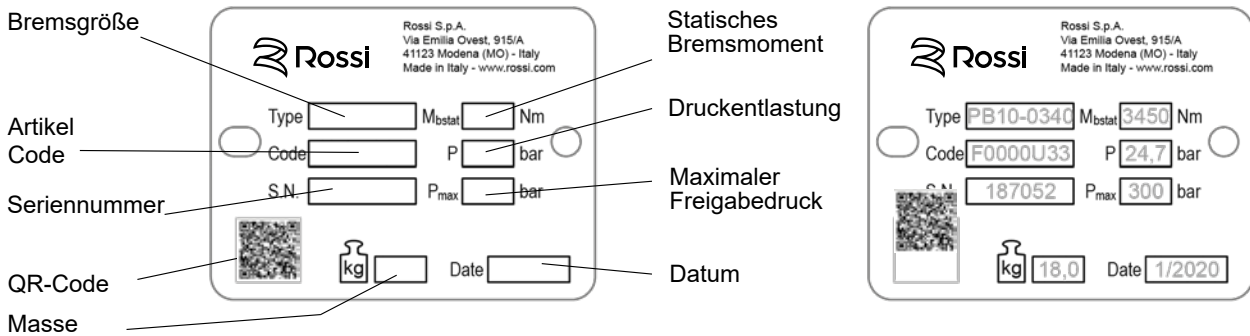 Bremsgröße
Artikel
Code
Seriennummer
QR-Code
Masse
Rossi
Rossi S.p.A.
Via Emilia Ovest, 915/A
41123 Modena (MO) - Italy
Made in Italy - www.rossi.com
Type Mbstat Nm
Code P bar
S.N. Pmax bar
kg Date
Statisches
Bremsmoment
Druckentlastung
Maximaler
Freigabedruck
Datum
Rossi
Rossi S.p.A.
Via Emilia Ovest, 915/A
41123 Modena (MO) - Italy
Made in Italy - www.rossi.com
Type PB10-0340 Mbstat 3450 Nm
Code F0000U33 P 24,7 bar
S.N. 187052 Pmax 300 bar
kg 18,0 Date 1/2020